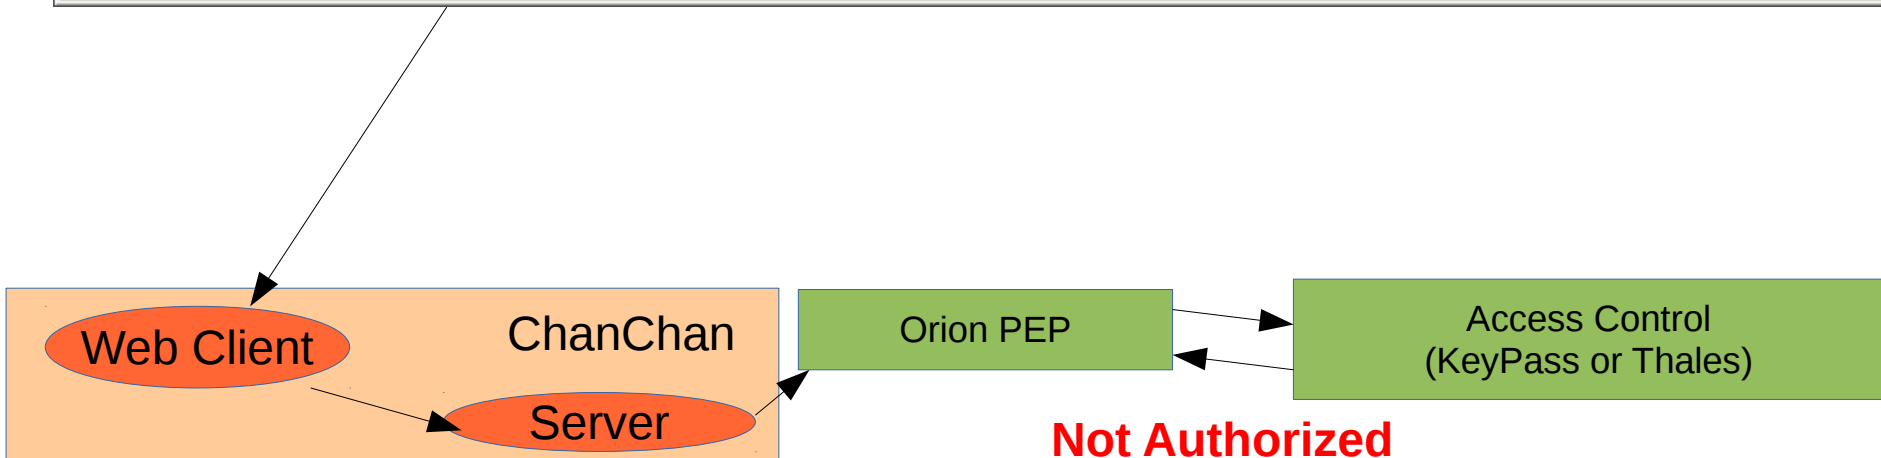 Web Client
ChanChan
Server
Orion PEP
Access Control
(KeyPass or Thales)
Not Authorized